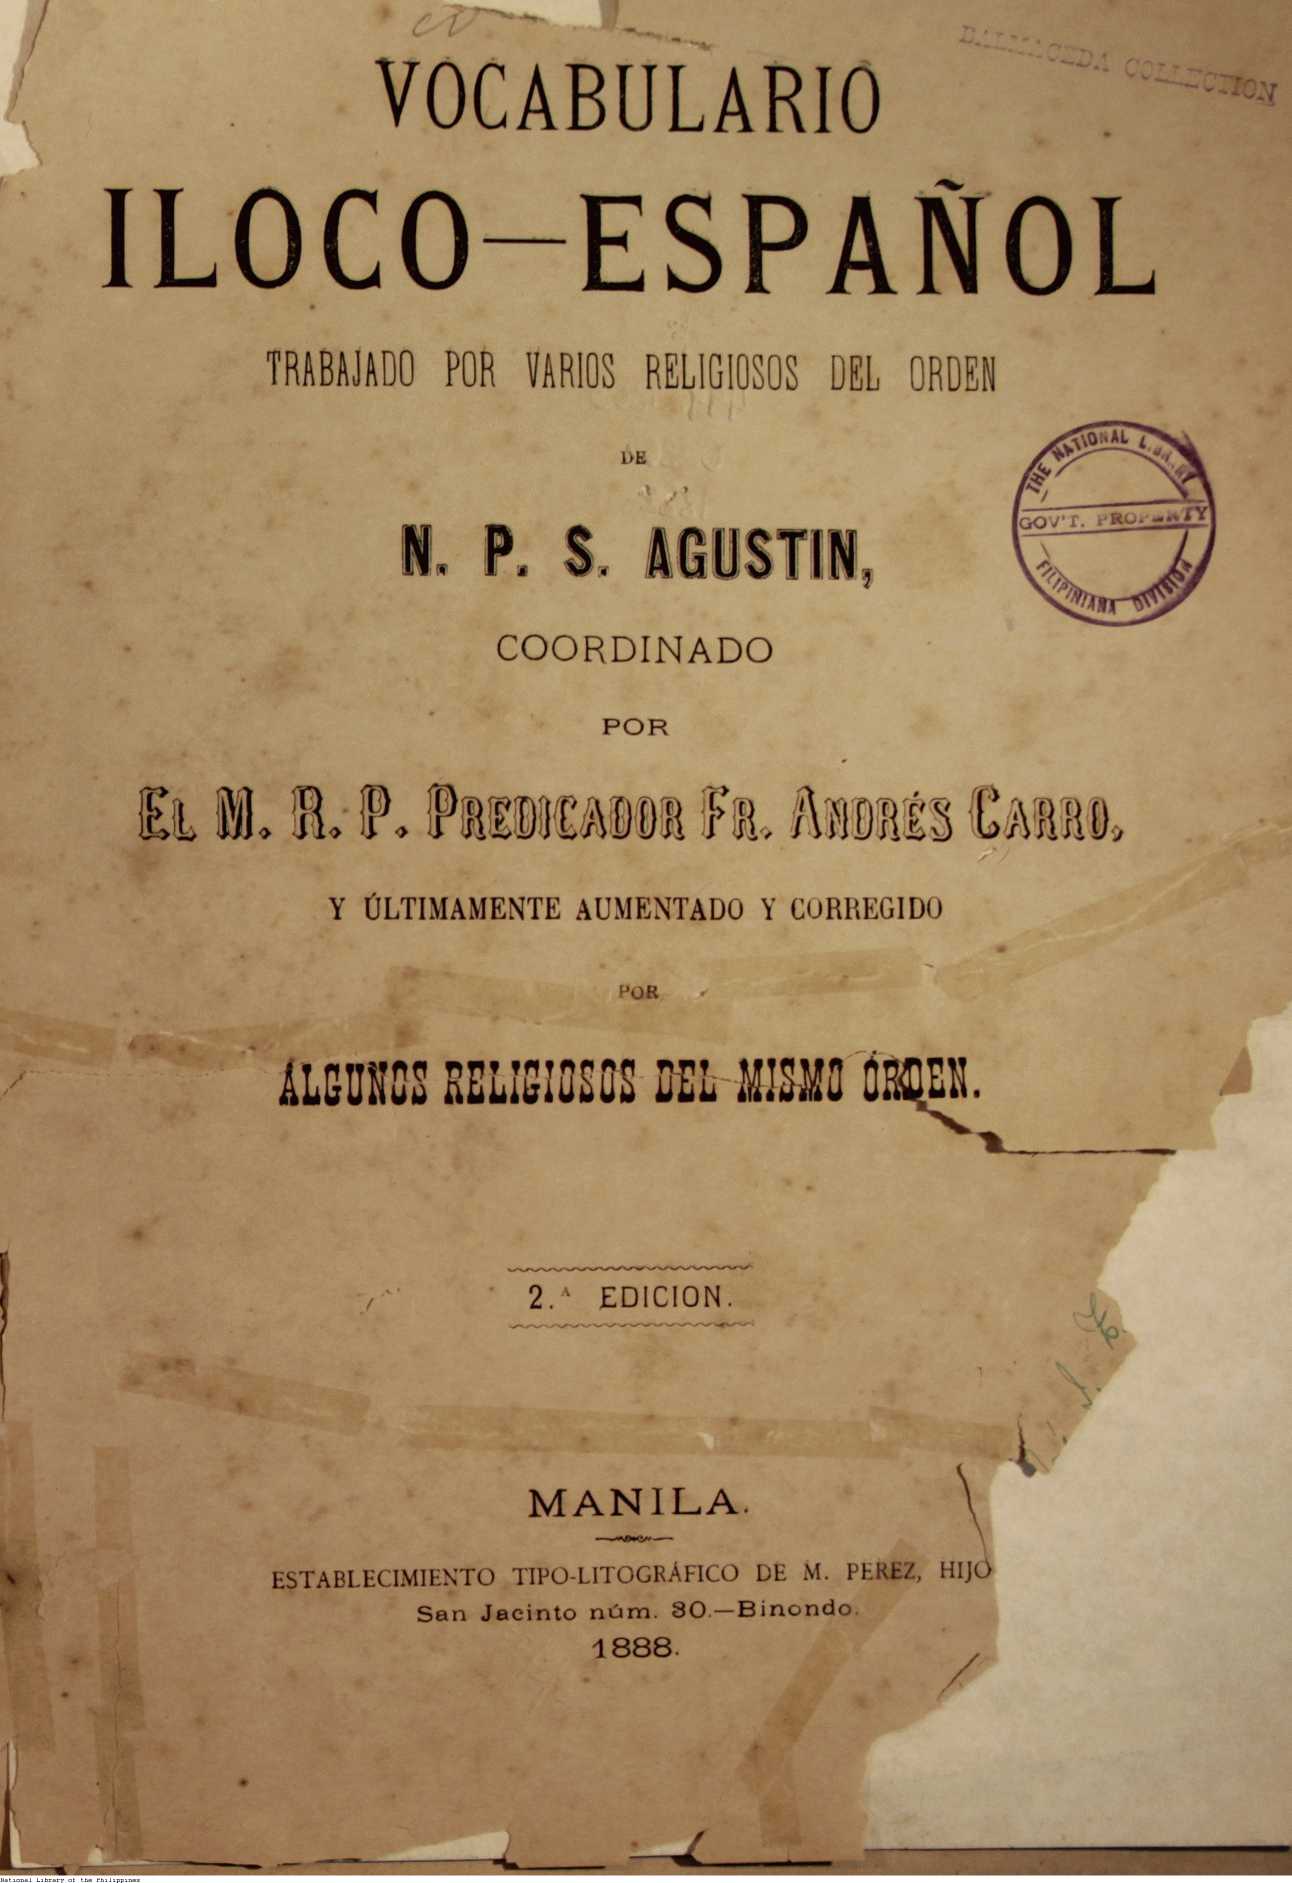 BALMACEDA COLLECTION
VOCABULARIO
ILOCO—ESPAÑOL
TRABAJADO POR VARIOS RELIGIOSOS DEL ORDEN
DE
N. P. S. AGUSTIN,
THE NATIONAL LIBRARY
GOV'T. PROPERTY
FILIPINIANA DIVISION
COORDINADO
POR
EL M. R. P. PREDICADOR FR. ANDRÉS CARRO,
Y ÚLTIMAMENTE AUMENTADO Y CORREGIDO
POR
ALGUNOS RELIGIOSOS DEL MISMO ÓRDEN.
2.ᴬ EDICION.
MANILA.
ESTABLECIMIENTO TIPO-LITOGRÁFICO DE M. PEREZ, HIJO
San Jacinto núm. 30.—Binondo.
1888.
National Library of the Philippines